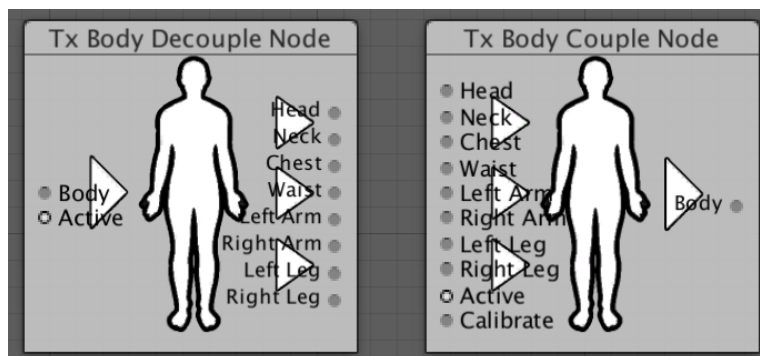 Tx Body Decouple Node
Body
Active
Head
Neck
Chest
Waist
Left Arm
Right Arm
Left Leg
Right Leg
Tx Body Couple Node
Head
Neck
Chest
Waist
Left Arm
Right Arm
Left Leg
Right Leg
Active
Calibrate
Body